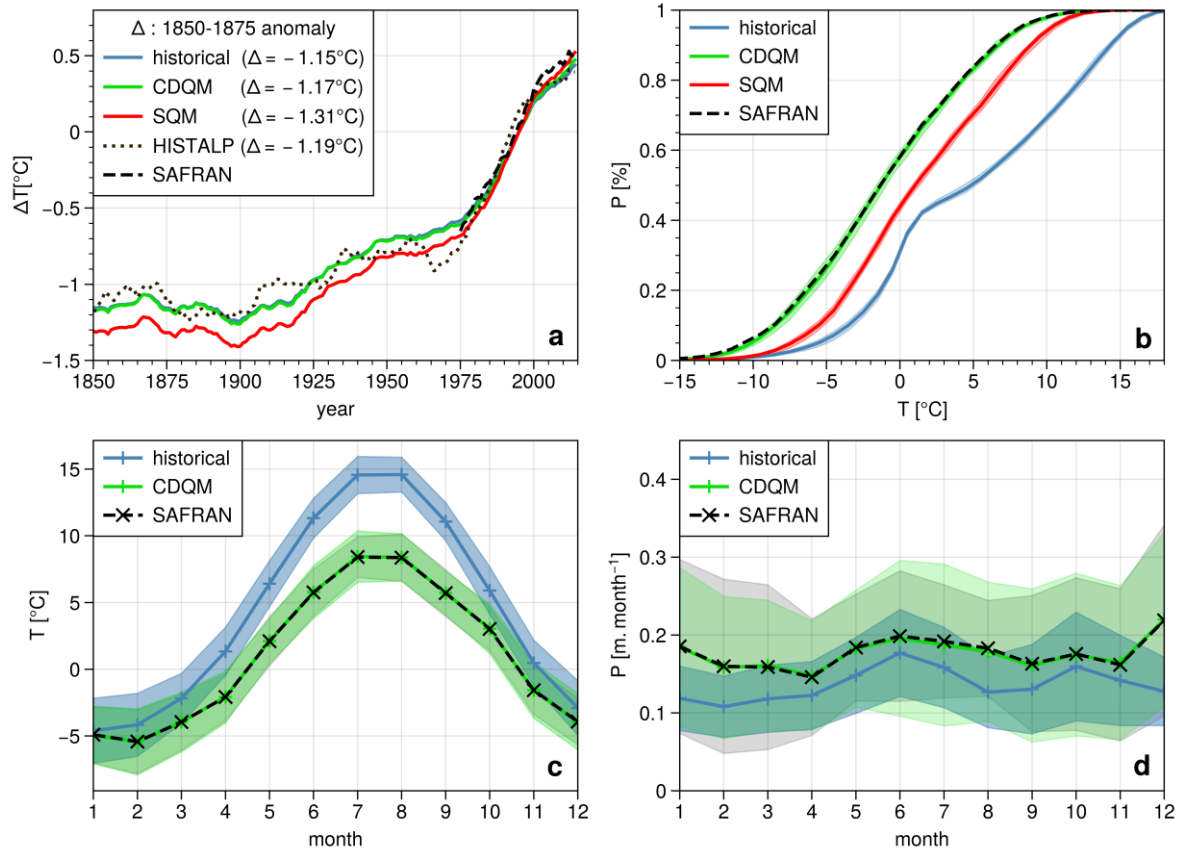 Δ : 1850-1875 anomaly
historical (Δ = −1.15°C)
CDQM (Δ = −1.17°C)
SQM (Δ = −1.31°C)
HISTALP (Δ = −1.19°C)
SAFRAN
ΔT[°C]
0.5
0
−0.5
−1
−1.5
1850 1875 1900 1925 1950 1975 2000
year
a
historical
CDQM
SQM
SAFRAN
P [%]
1
0.8
0.6
0.4
0.2
0
−15 −10 −5 0 5 10 15
T [°C]
b
historical
CDQM
SAFRAN
T [°C]
15
10
5
0
−5
1 2 3 4 5 6 7 8 9 10 11 12
month
c
historical
CDQM
SAFRAN
P [m. month⁻¹]
0.4
0.3
0.2
0.1
0
1 2 3 4 5 6 7 8 9 10 11 12
month
d